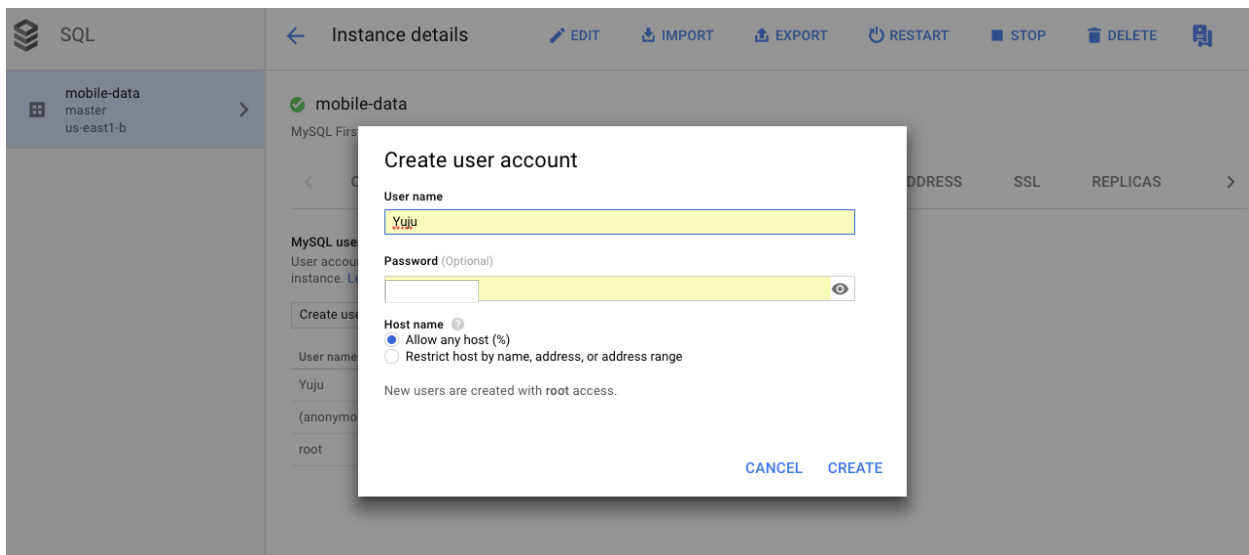 SQL
Instance details
EDIT
IMPORT
EXPORT
RESTART
STOP
DELETE
mobile-data
master
us-east1-b
mobile-data
MySQL Firs
DDRESS
SSL
REPLICAS
MySQL use
User accou
instance. Le
Create use
User name
Yuju
(anonymo
root
Create user account
User name
Yuju
Password (Optional)
Host name
Allow any host (%)
Restrict host by name, address, or address range
New users are created with root access.
CANCEL
CREATE